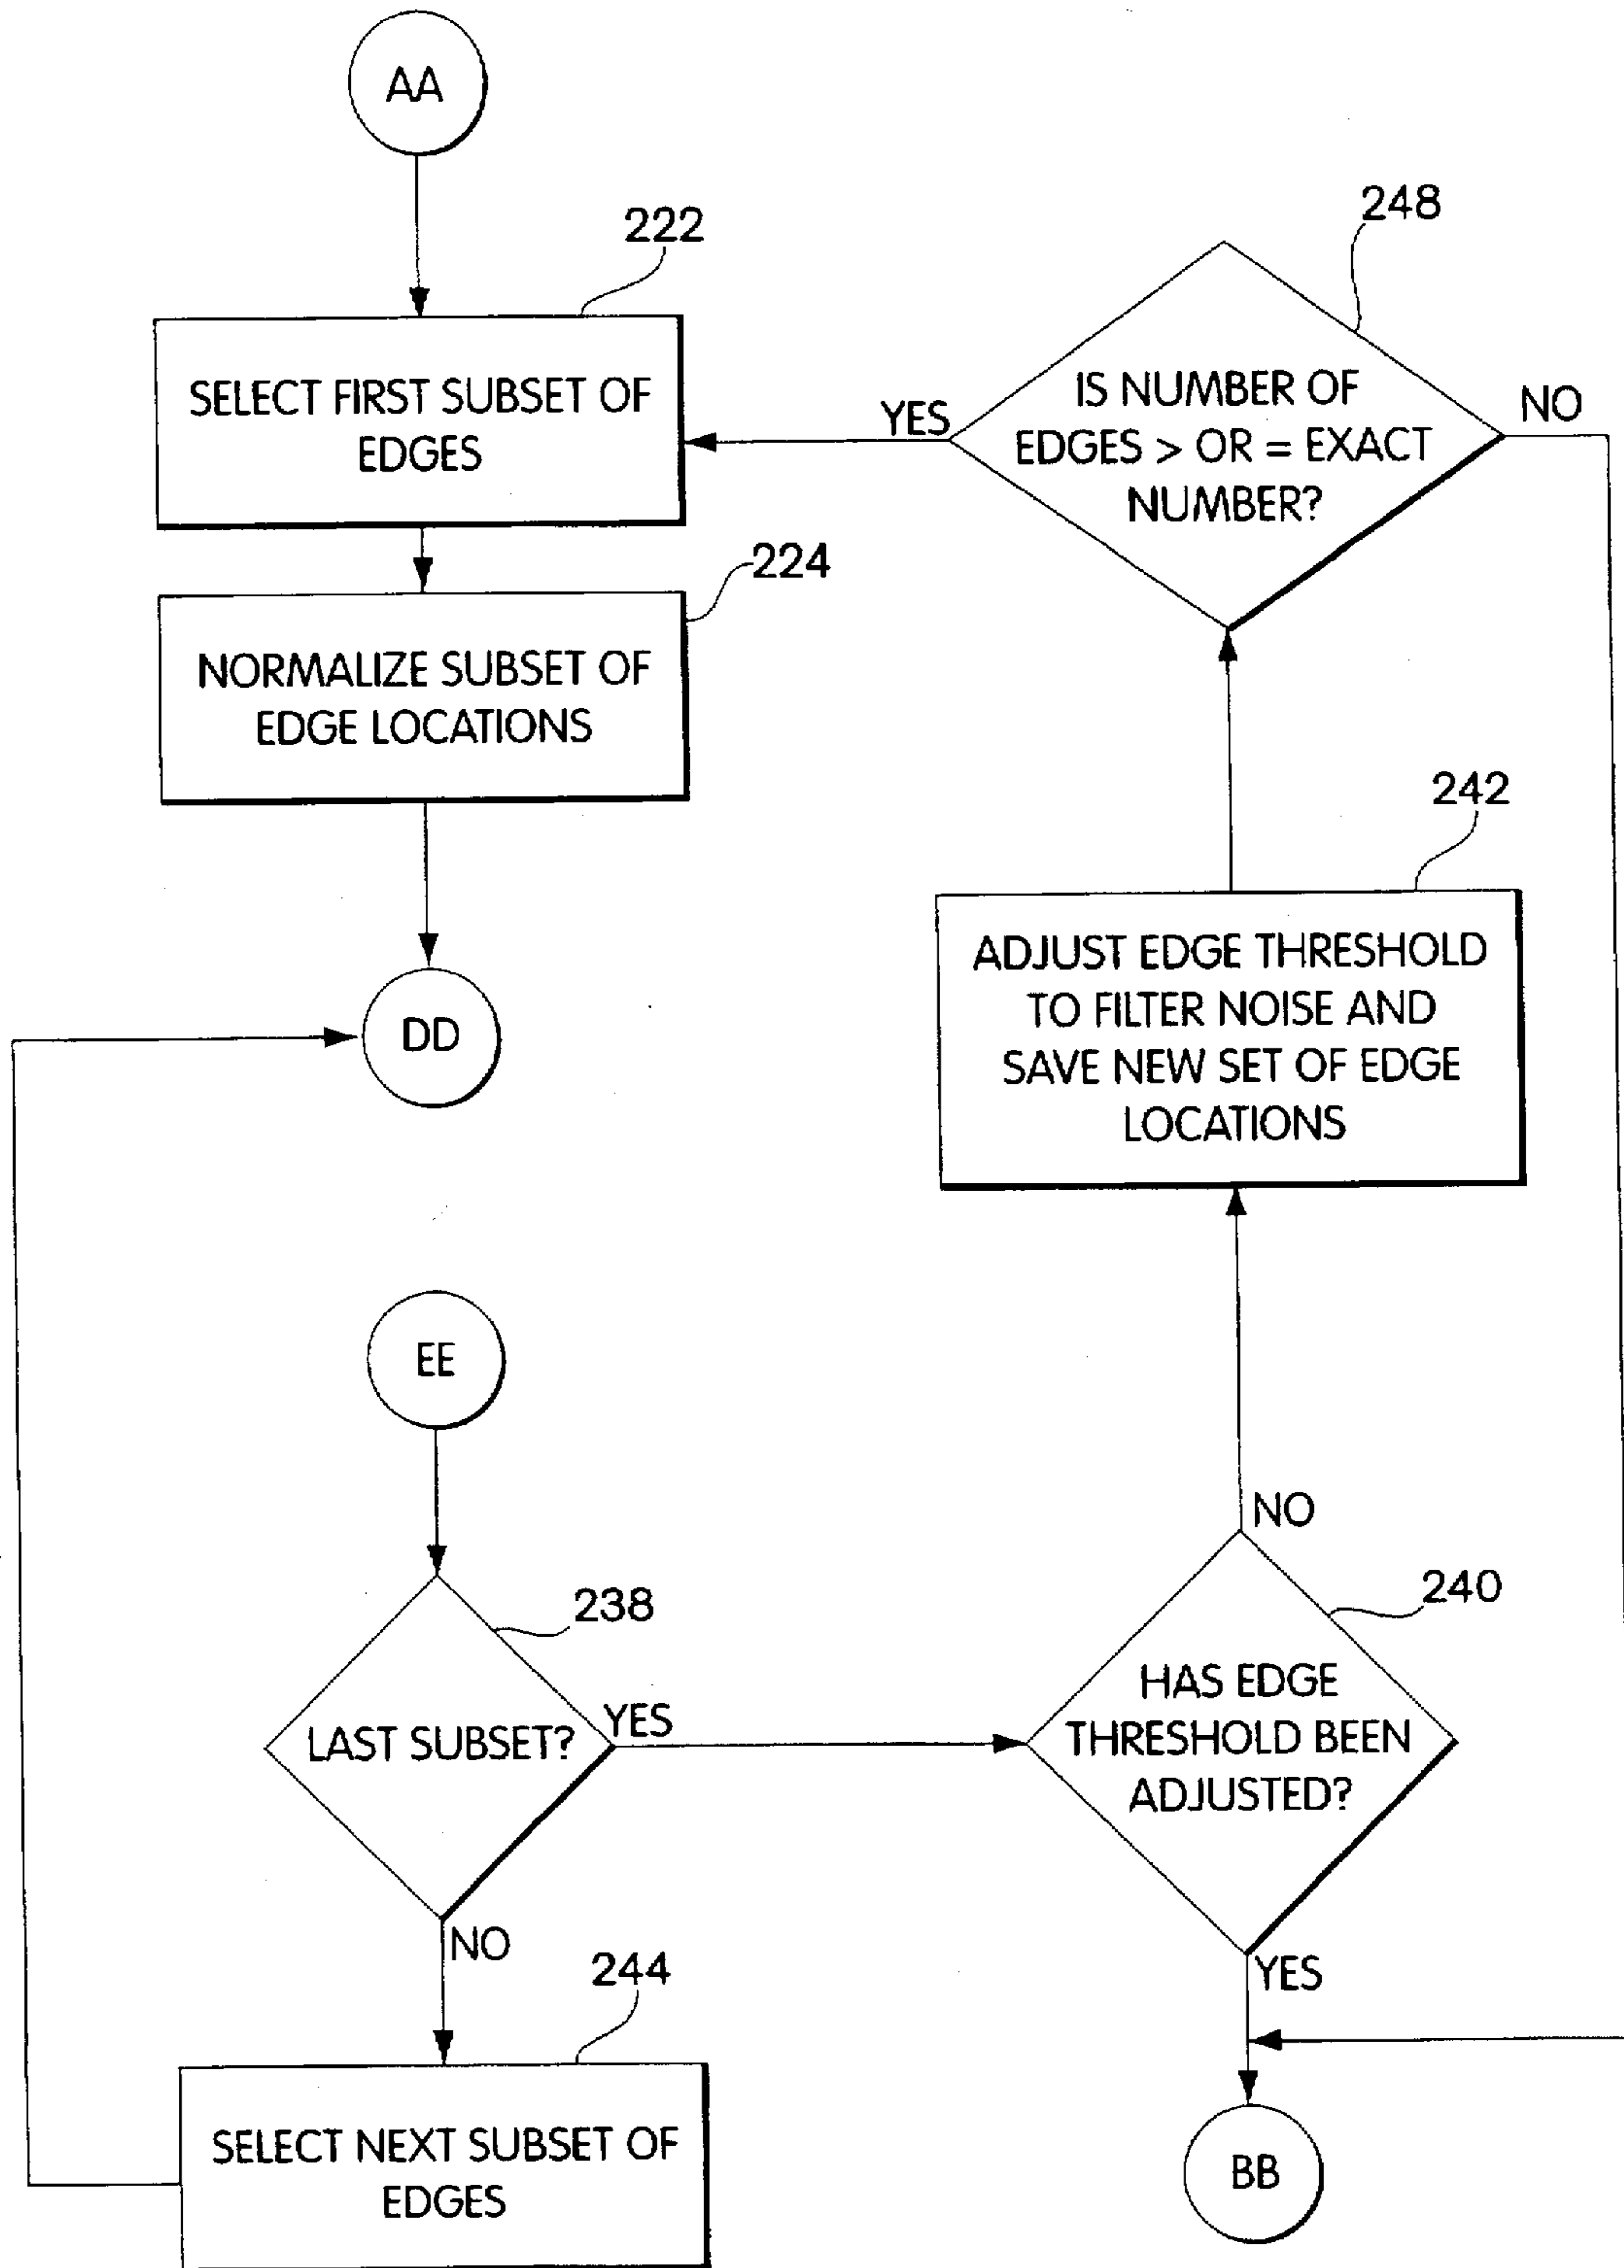 AA
222
SELECT FIRST SUBSET OF
EDGES
224
NORMALIZE SUBSET OF
EDGE LOCATIONS
DD
248
IS NUMBER OF
EDGES > OR = EXACT
NUMBER?
YES
NO
242
ADJUST EDGE THRESHOLD
TO FILTER NOISE AND
SAVE NEW SET OF EDGE
LOCATIONS
EE
238
LAST SUBSET?
YES
NO
240
HAS EDGE
THRESHOLD BEEN
ADJUSTED?
NO
YES
244
SELECT NEXT SUBSET OF
EDGES
BB